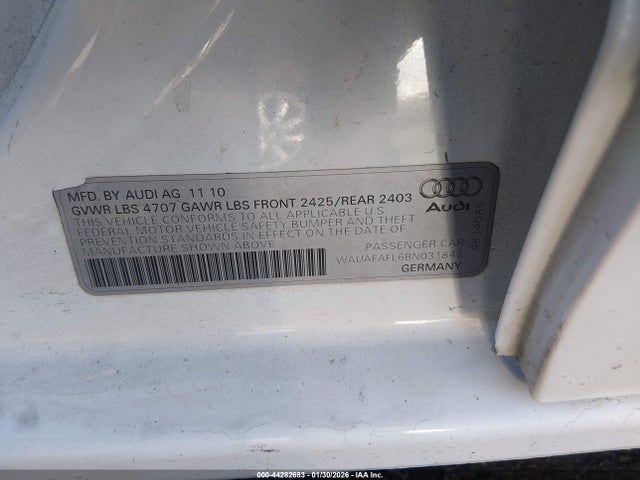 MFD. BY AUDI AG 11 10
GVWR LBS 4707 GAWR LBS FRONT 2425/REAR 2403
THIS VEHICLE CONFORMS TO ALL APPLICABLE U S
FEDERAL MOTOR VEHICLE SAFETY BUMPER AND THEFT
PREVENTION STANDARDS IN EFFECT ON THE DATE OF
MANUFACTURE SHOWN ABOVE
PASSENGER CAR
WAUAFAFL6BN031847
GERMANY
Audi
000-44282683 - 01/30/2026 - IAA Inc.